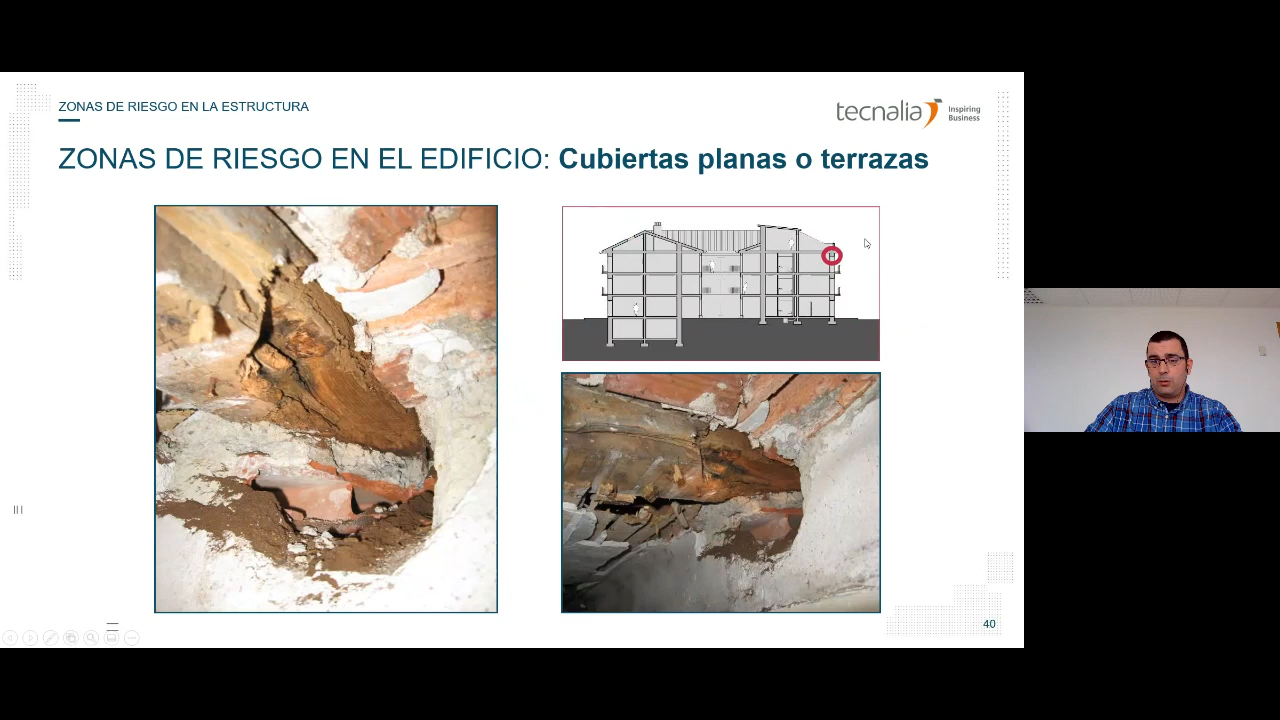 ZONAS DE RIESGO EN LA ESTRUCTURA
tecnalia Inspiring
Business
ZONAS DE RIESGO EN EL EDIFICIO: Cubiertas planas o terrazas
40